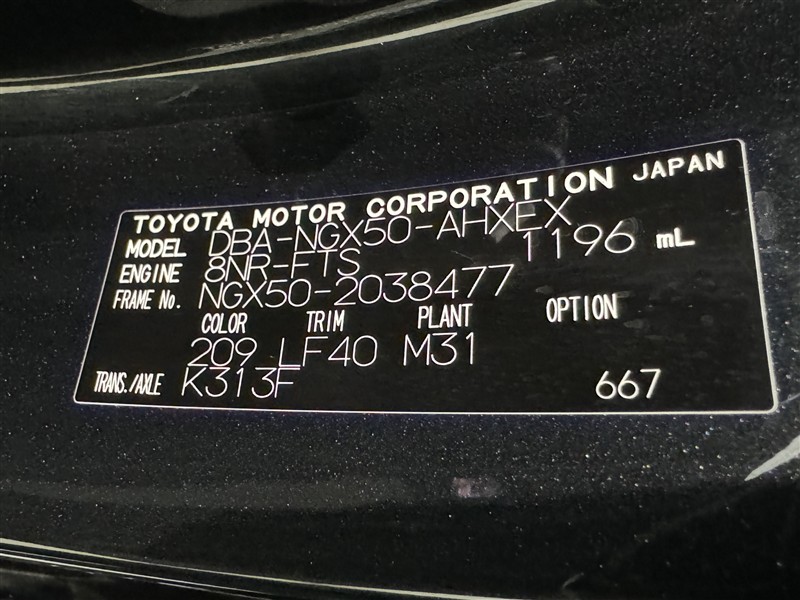 TOYOTA MOTOR CORPORATION JAPAN
MODEL DBA-NGX50-AHXEX
ENGINE 8NR-FTS 1196 mL
FRAME No. NGX50-2038477
COLOR TRIM PLANT OPTION
209 LF40 M31
TRANS./AXLE K313F 667